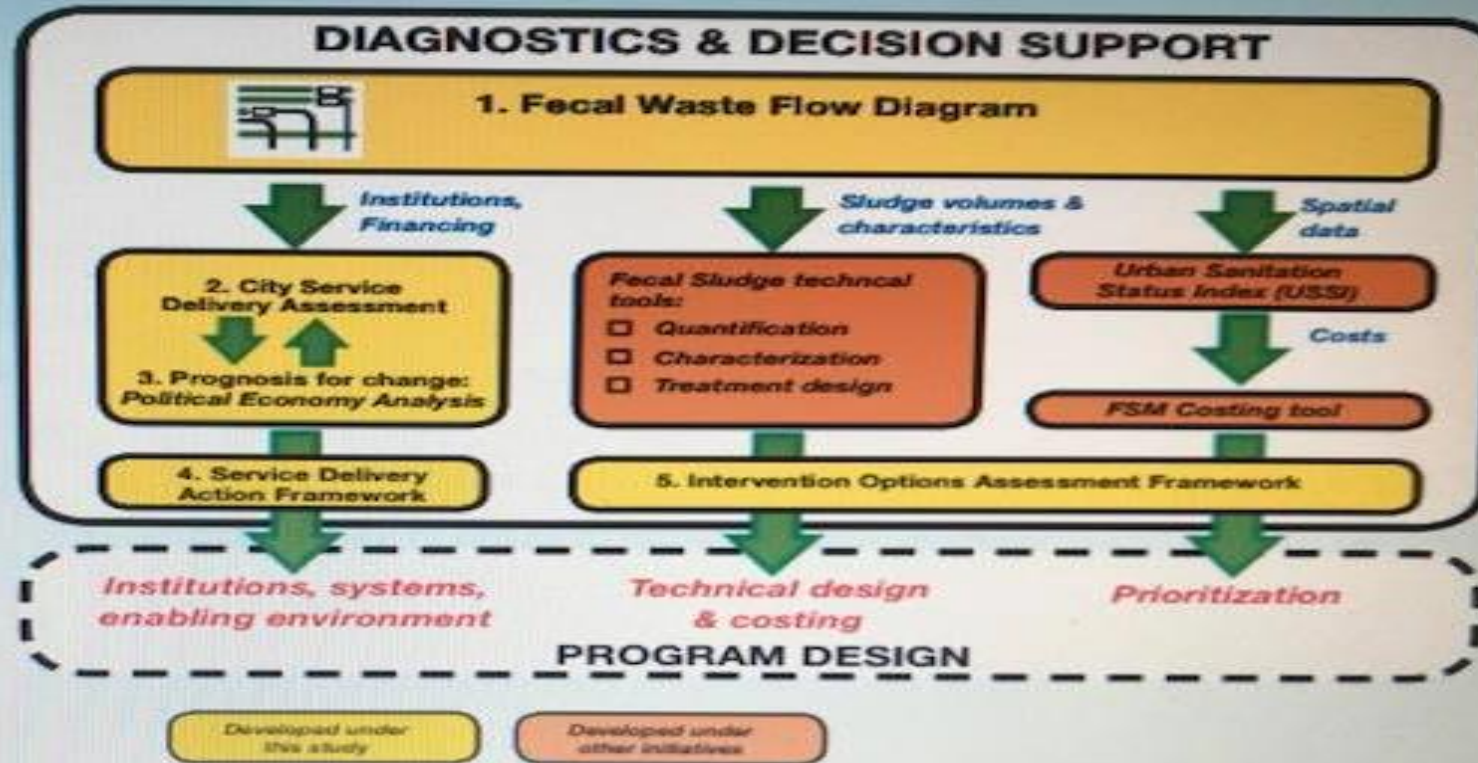 DIAGNOSTICS & DECISION SUPPORT
1. Fecal Waste Flow Diagram
Institutions,
Financing
Sludge volumes &
characteristics
Spatial
data
2. City Service
Delivery Assessment
3. Prognosis for change:
Political Economy Analysis
Fecal Sludge techncal
tools:
Quantification
Characterization
Treatment design
Urban Sanitation
Status Index (USSI)
Costs
FSM Costing tool
4. Service Delivery
Action Framework
5. Intervention Options Assessment Framework
Institutions, systems,
enabling environment
Technical design
& costing
Prioritization
PROGRAM DESIGN
Developed under
this study
Developed under
other initiatives